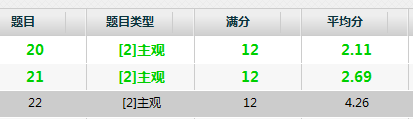 题目 题目类型 满分 平均分
20 [2]主观 12 2.11
21 [2]主观 12 2.69
22 [2]主观 12 4.26